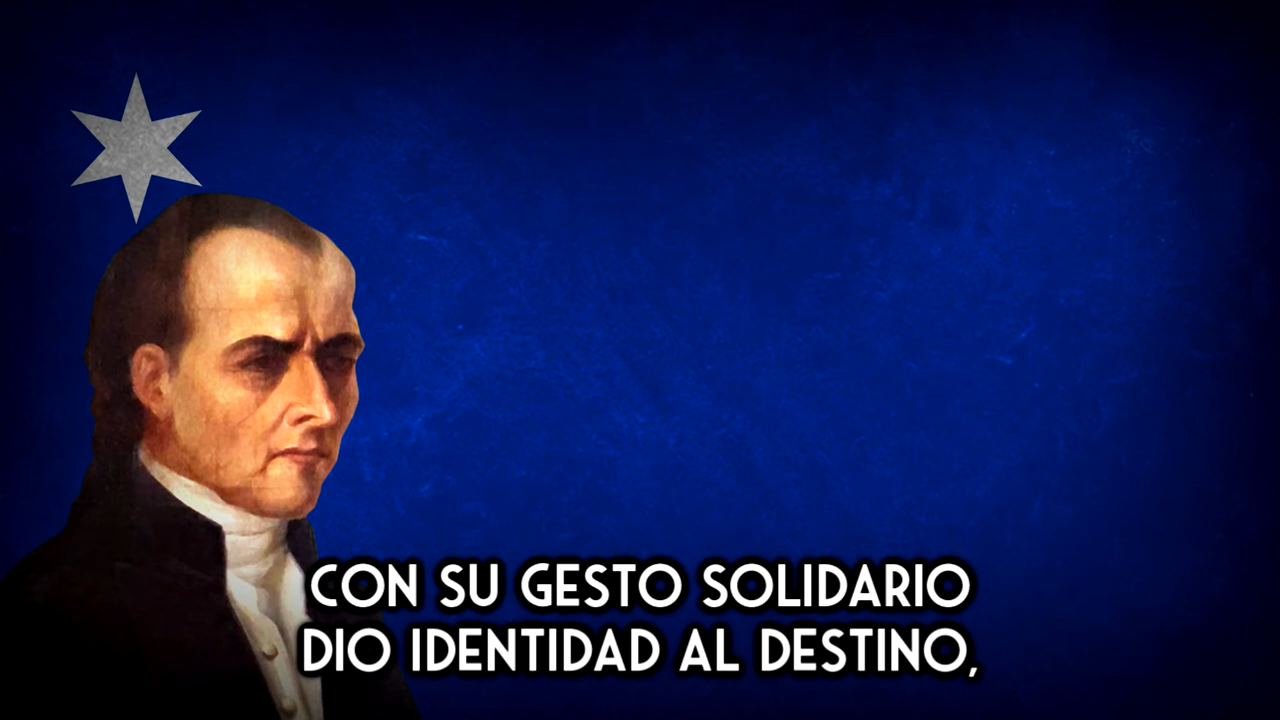 CON SU GESTO SOLIDARIO
DIO IDENTIDAD AL DESTINO,